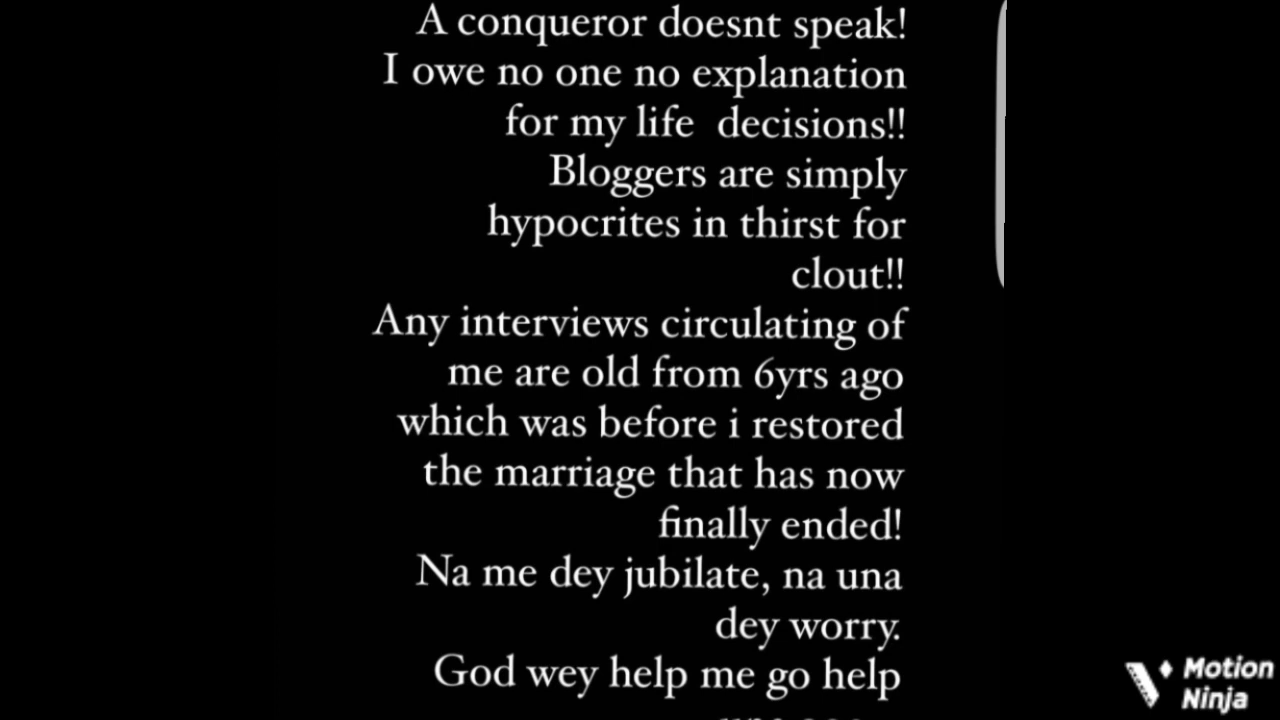 A conqueror doesnt speak!
I owe no one no explanation
for my life  decisions!!
Bloggers are simply
hypocrites in thirst for
clout!!
Any interviews circulating of
me are old from 6yrs ago
which was before i restored
the marriage that has now
finally ended!
Na me dey jubilate, na una
dey worry.
God wey help me go help
Motion
Ninja